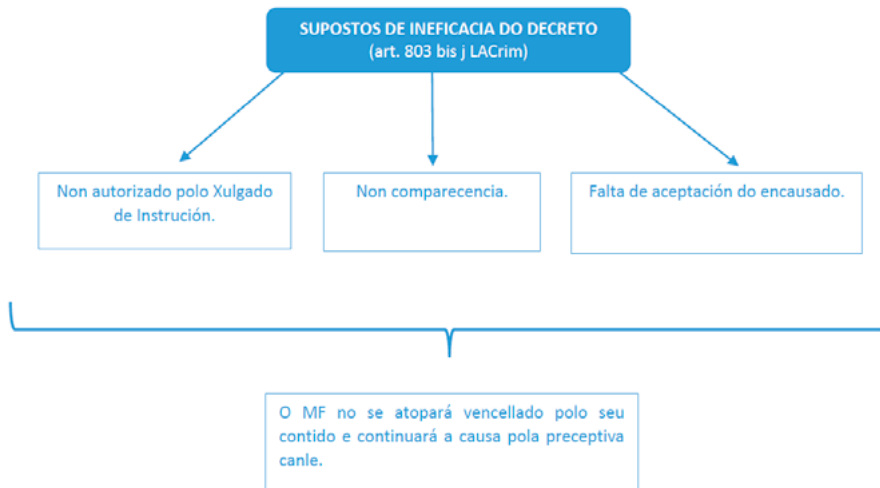 SUPOSTOS DE INEFICACIA DO DECRETO
(art. 803 bis j LACrim)
Non autorizado polo Xulgado
de Instrución.
Non comparecencia.
Falta de aceptación do encausado.
O MF no se atopará vencellado polo seu
contido e continuará a causa pola preceptiva
canle.